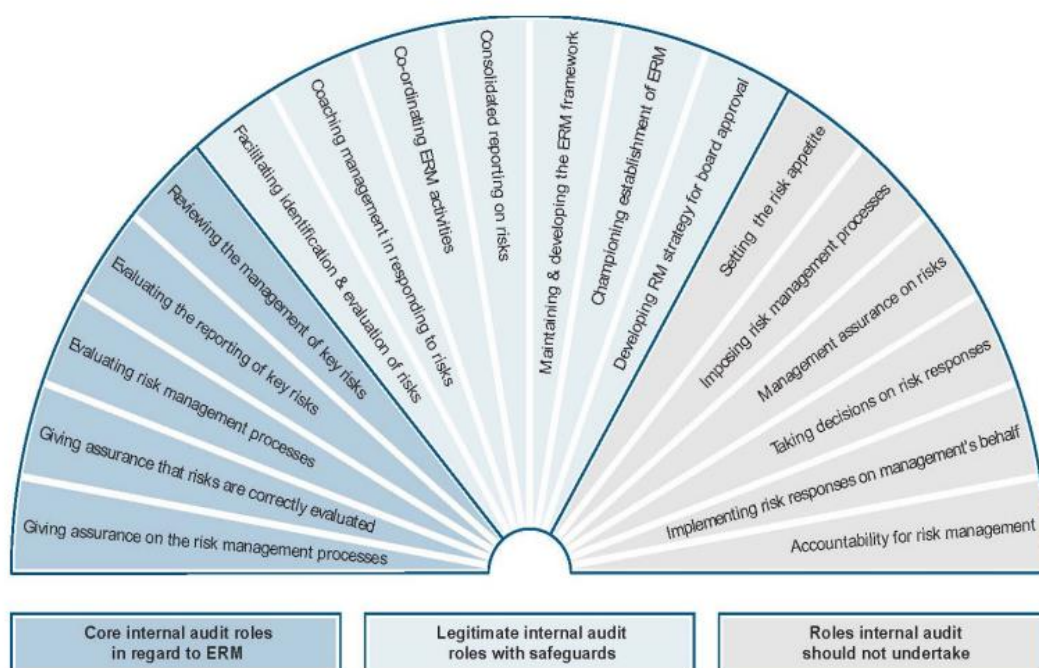 Giving assurance on the risk management processes
Giving assurance that risks are correctly evaluated
Evaluating risk management processes
Evaluating the reporting of key risks
Reviewing the management of key risks
Facilitating identification & evaluation of risks
Coaching management in responding to risks
Co-ordinating ERM activities
Consolidated reporting on risks
Maintaining & developing the ERM framework
Championing establishment of ERM
Developing RM strategy for board approval
Setting the risk appetite
Imposing risk management processes
Management assurance on risks
Taking decisions on risk responses
Implementing risk responses on management's behalf
Accountability for risk management
Core internal audit roles
in regard to ERM
Legitimate internal audit
roles with safeguards
Roles internal audit
should not undertake